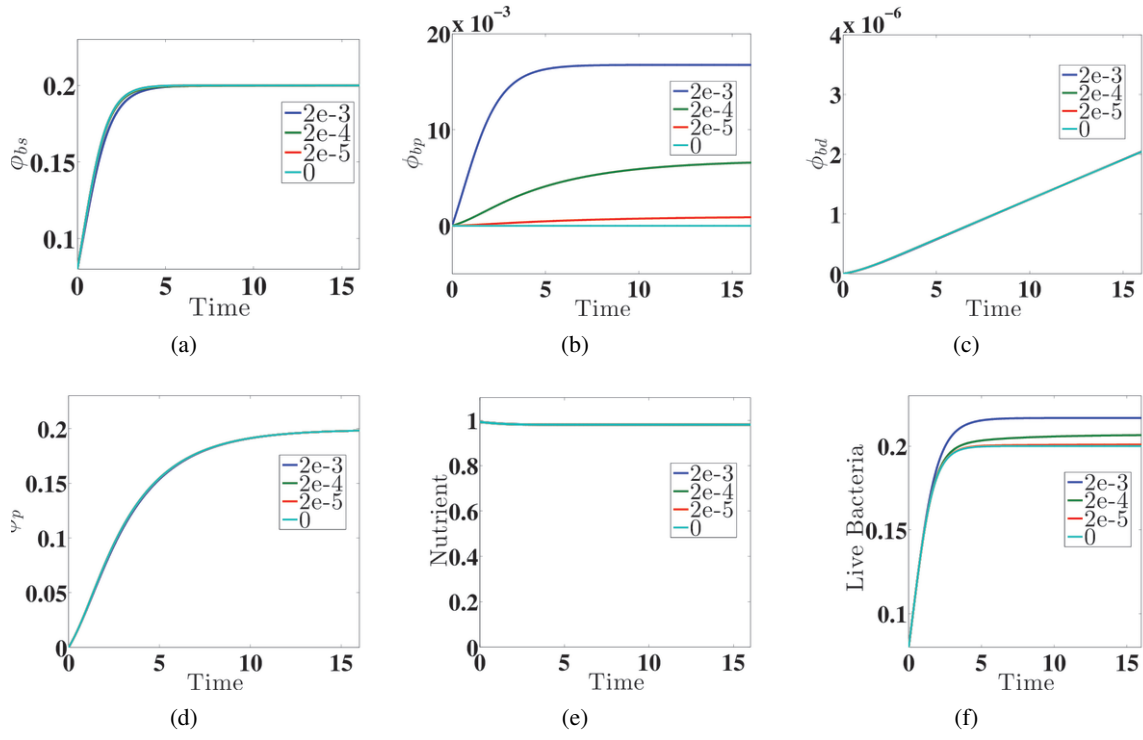 0.2
0.15
0.1
φbs
0 5 10 15
Time
2e-3
2e-4
2e-5
0
(a)
20 × 10⁻³
10
0
ϕbp
0 5 10 15
Time
2e-3
2e-4
2e-5
0
(b)
4 × 10⁻⁶
3
2
1
0
ϕbd
0 5 10 15
Time
2e-3
2e-4
2e-5
0
(c)
0.2
0.15
0.1
0.05
0
0 5 10 15
Time
2e-3
2e-4
2e-5
0
(d)
1
0.8
0.6
0.4
0.2
0
Nutrient
0 5 10 15
Time
2e-3
2e-4
2e-5
0
(e)
0.2
0.15
0.1
Live Bacteria
0 5 10 15
Time
2e-3
2e-4
2e-5
0
(f)